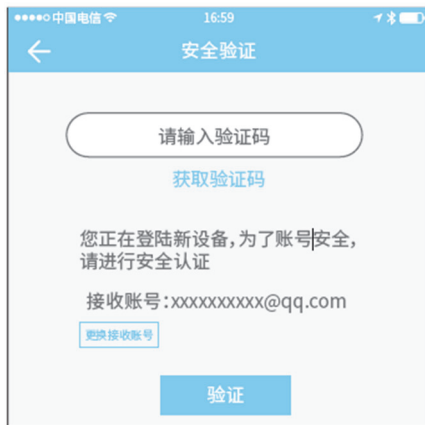 中国电信 16:59
安全验证
请输入验证码
获取验证码
您正在登陆新设备,为了账号安全,
请进行安全认证
接收账号:xxxxxxxxxx@qq.com
更换接收账号
验证